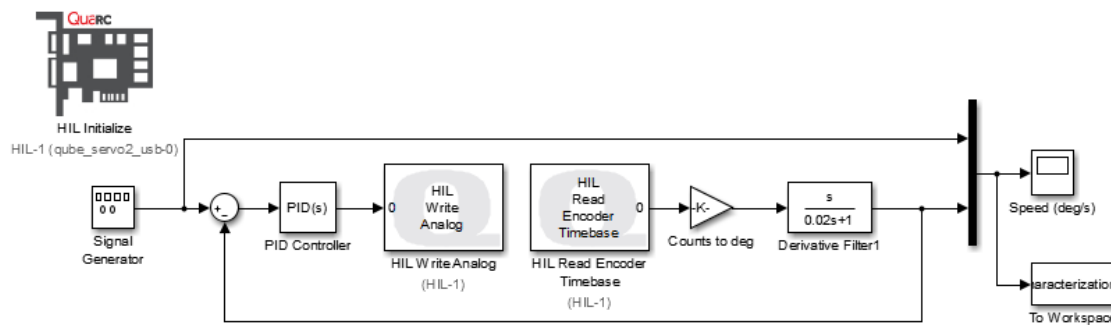 QUARC
HIL Initialize
HIL-1 (qube_servo2_usb-0)
Signal
Generator
+
-
PID(s)
PID Controller
0
HIL
Write
Analog
HIL Write Analog
(HIL-1)
HIL
Read
Encoder
Timebase
0
HIL Read Encoder
Timebase
(HIL-1)
-K-
Counts to deg
s
0.02s+1
Derivative Filter1
Speed (deg/s)
aracterization
To Workspace